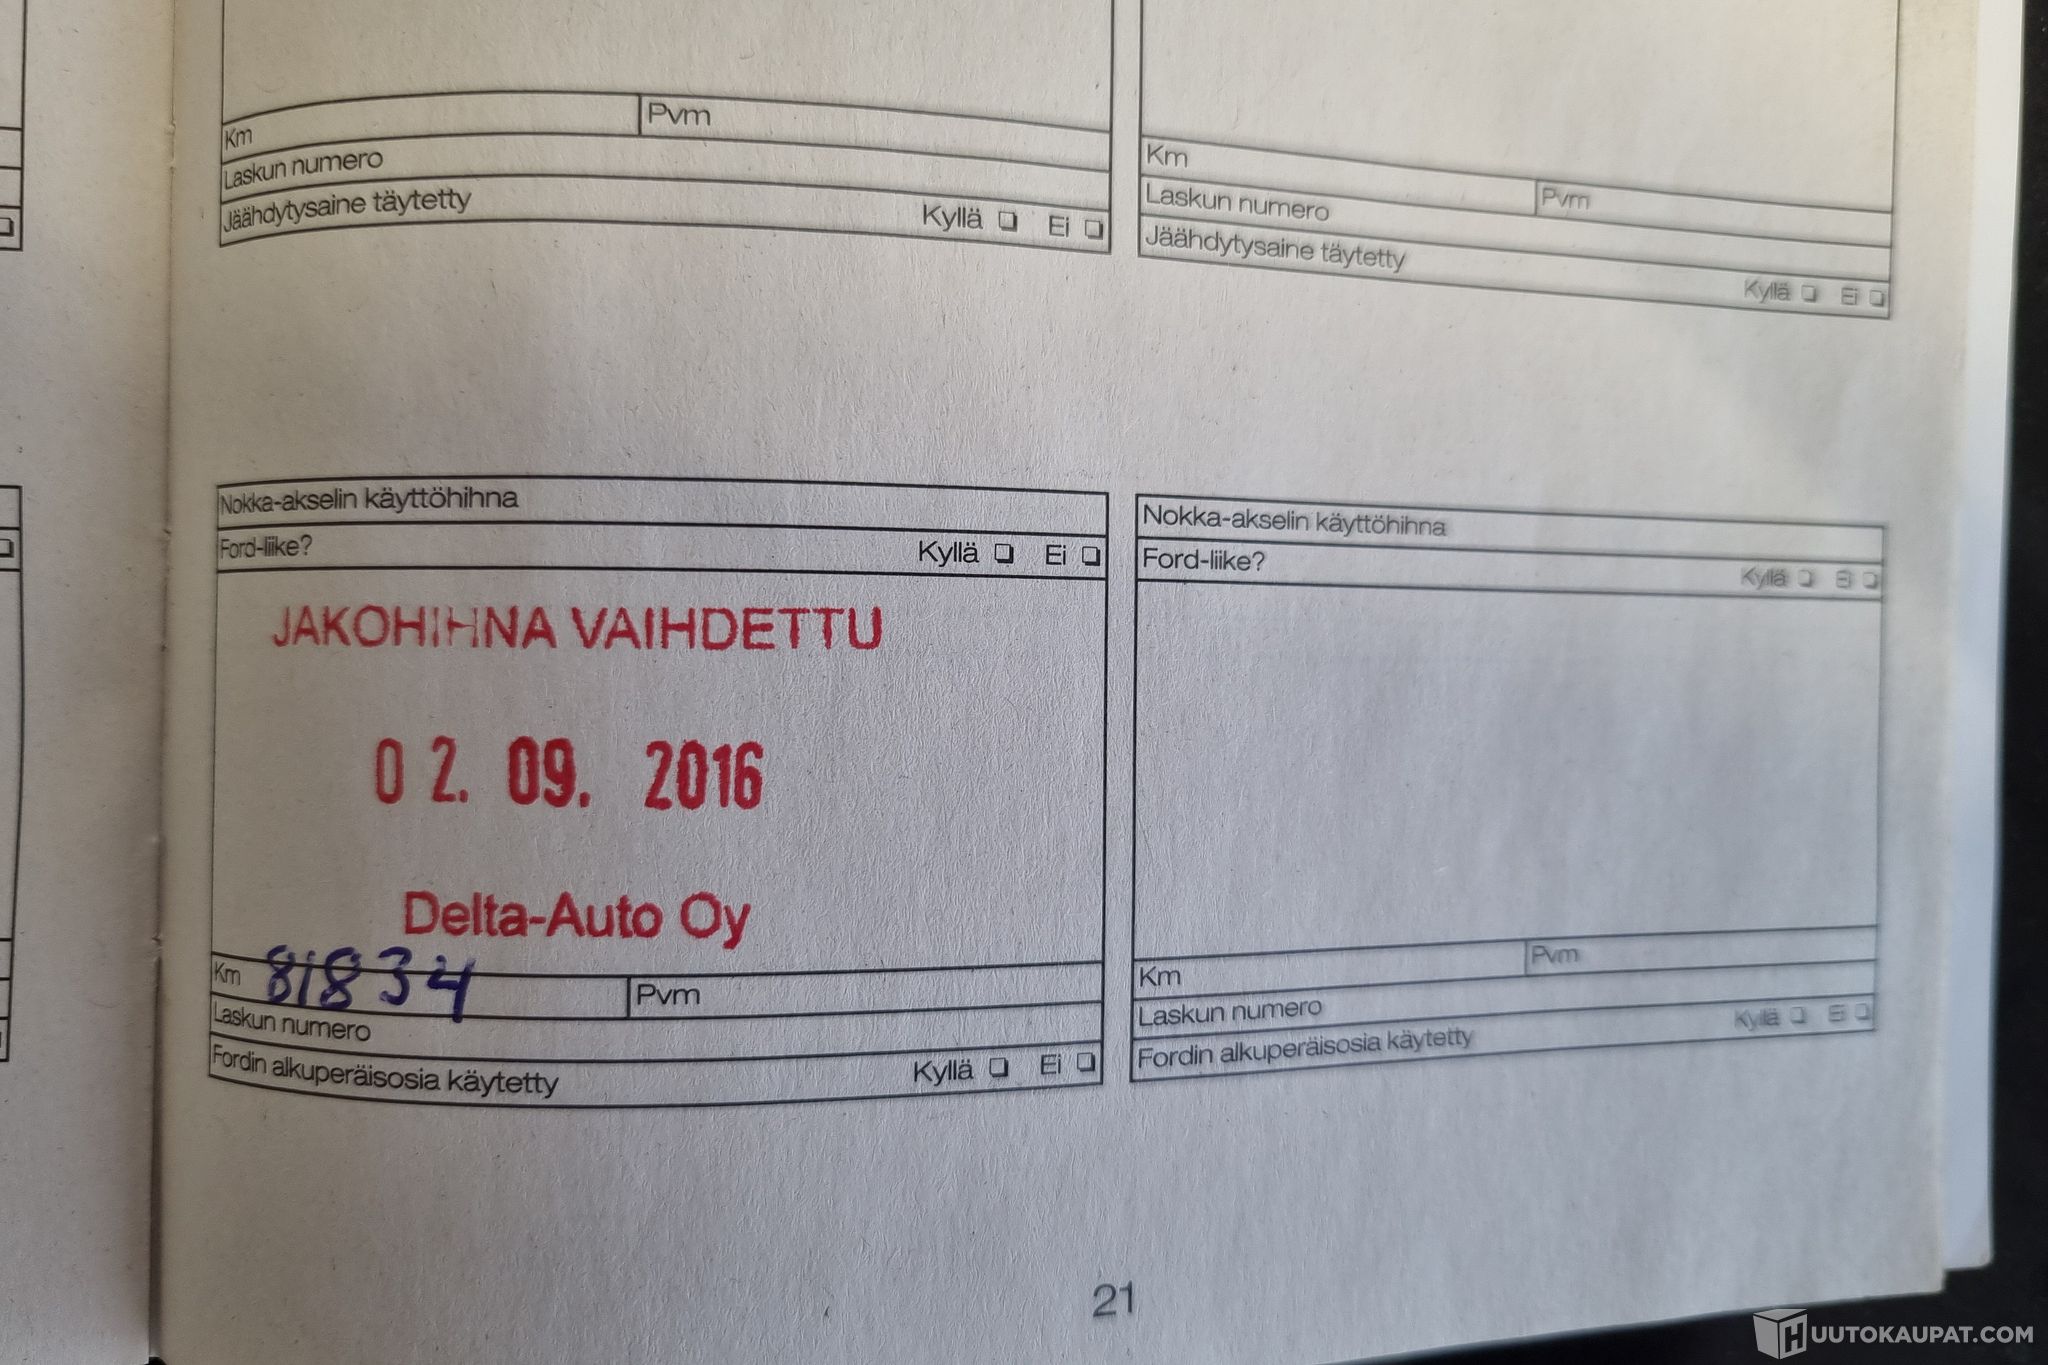 Km Pvm
Laskun numero
Jäähdytysaine täytetty Kyllä Ei
Km Pvm
Laskun numero
Jäähdytysaine täytetty Kyllä Ei
Nokka-akselin käyttöhihna
Ford-liike? Kyllä Ei
JAKOHIHNA VAIHDETTU
02. 09. 2016
Delta-Auto Oy
Km 81834 Pvm
Laskun numero
Fordin alkuperäisosia käytetty Kyllä Ei
Nokka-akselin käyttöhihna
Ford-liike? Kyllä Ei
Km Pvm
Laskun numero
Fordin alkuperäisosia käytetty Kyllä Ei
21
HUUTOKAUPAT.COM